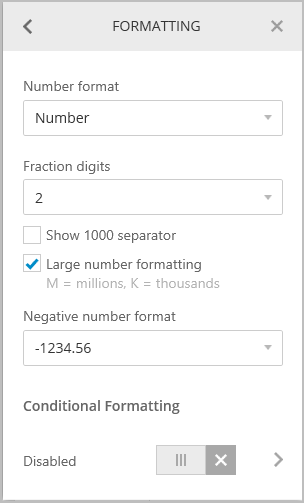 FORMATTING
Number format
Number
Fraction digits
2
Show 1000 separator
Large number formatting
M = millions, K = thousands
Negative number format
-1234.56
Conditional Formatting
Disabled